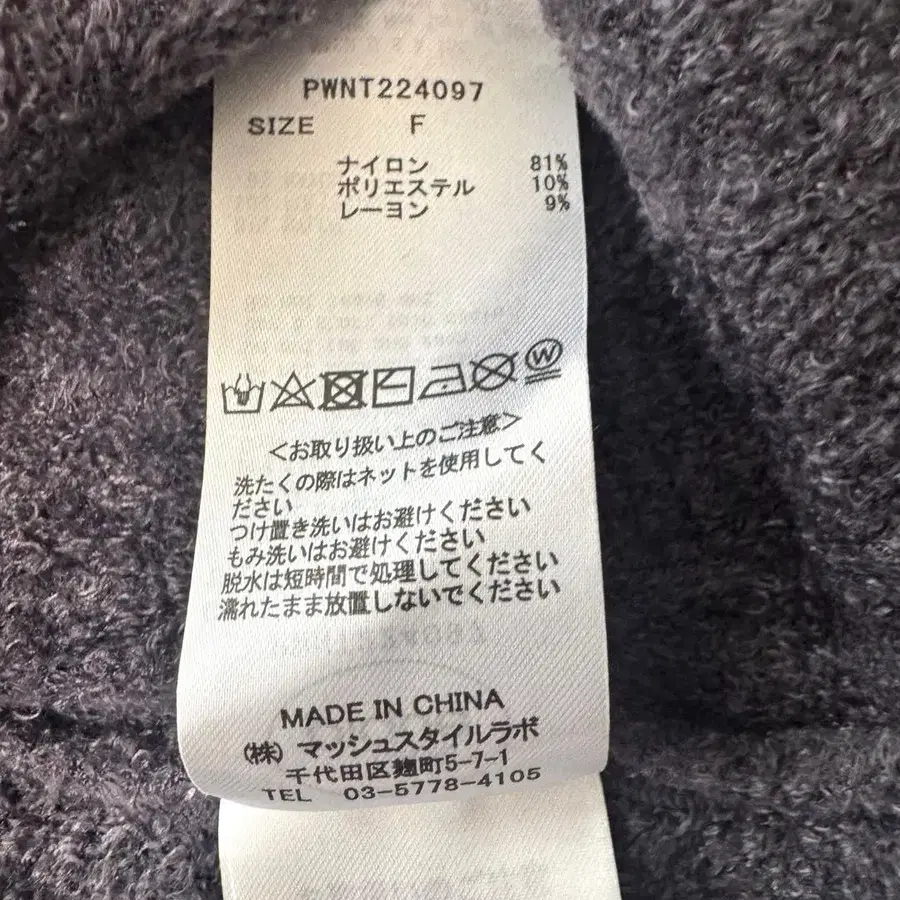 PWNT224097
SIZE F
ナイロン 81%
ポリエステル 10%
レーヨン 9%
W
<お取り扱い上のご注意>
洗たくの際はネットを使用してく
ださい
つけ置き洗いはお避けください
もみ洗いはお避けください
脱水は短時間で処理してください
濡れたまま放置しないでください
MADE IN CHINA
(株) マッシュスタイルラボ
千代田区麹町5-7-1
TEL 03-5778-4105